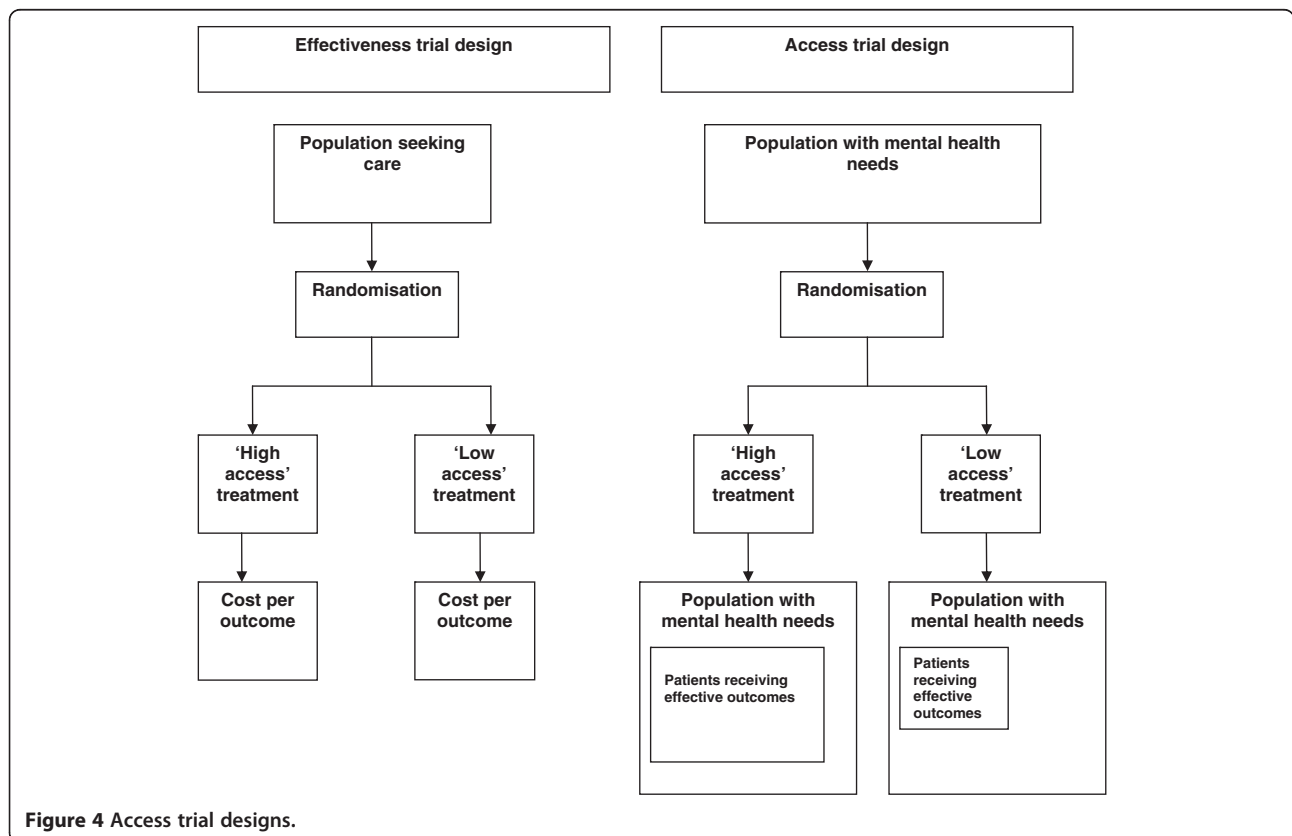 Effectiveness trial design
Access trial design
Population seeking
care
Population with mental health
needs
Randomisation
Randomisation
‘High
access’
treatment
‘Low
access’
treatment
‘High
access’
treatment
‘Low
access’
treatment
Cost per
outcome
Cost per
outcome
Population with
mental health needs
Patients receiving
effective outcomes
Population with
mental health needs
Patients
receiving
effective
outcomes
Figure 4 Access trial designs.